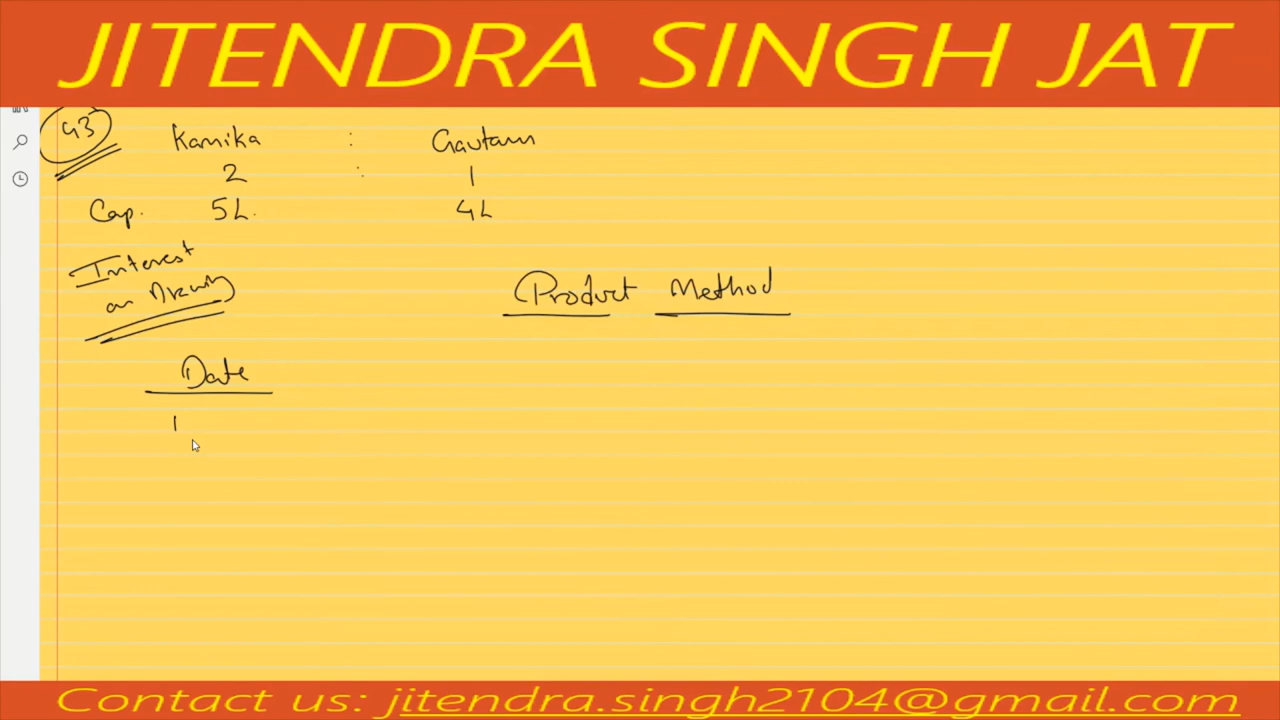 JITENDRA SINGH JAT
43
Kanika : Gautam
2 : 1
Cap. 5L. 4L
Interest
on Drawing
Product Method
Date
1
Contact us: jitendra.singh2104@gmail.com